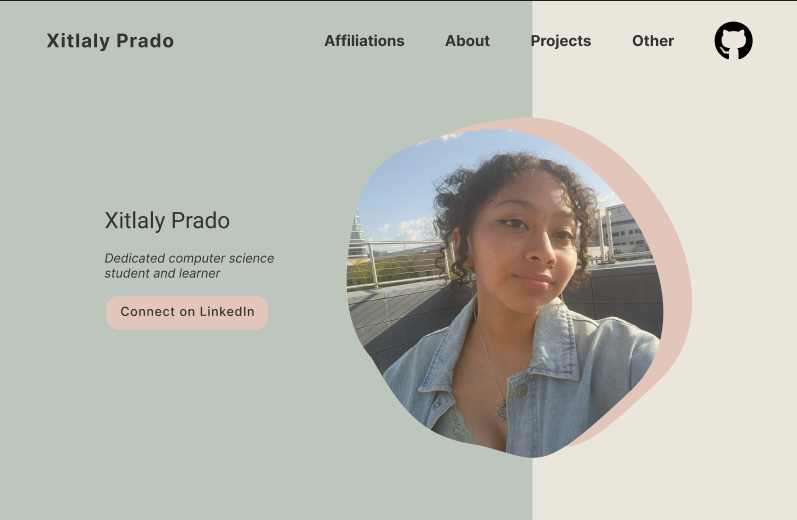 Xitlaly Prado
Affiliations About Projects Other
Xitlaly Prado
Dedicated computer science
student and learner
Connect on LinkedIn